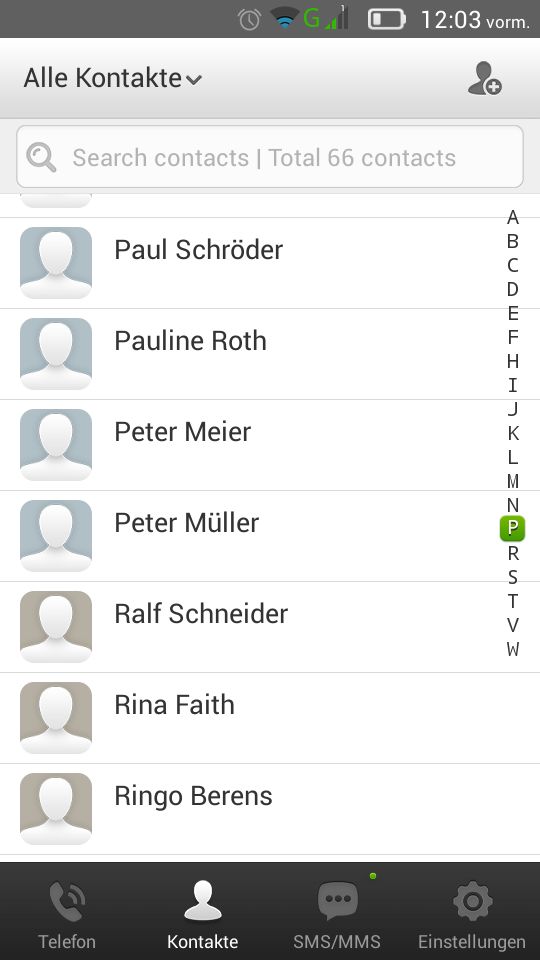 G 1 12:03 vorm.
Alle Kontakte
Search contacts | Total 66 contacts
Paul Schröder
Pauline Roth
Peter Meier
Peter Müller
Ralf Schneider
Rina Faith
Ringo Berens
A
B
C
D
E
F
H
I
J
K
L
M
N
P
R
S
T
V
W
Telefon
Kontakte
SMS/MMS
Einstellungen